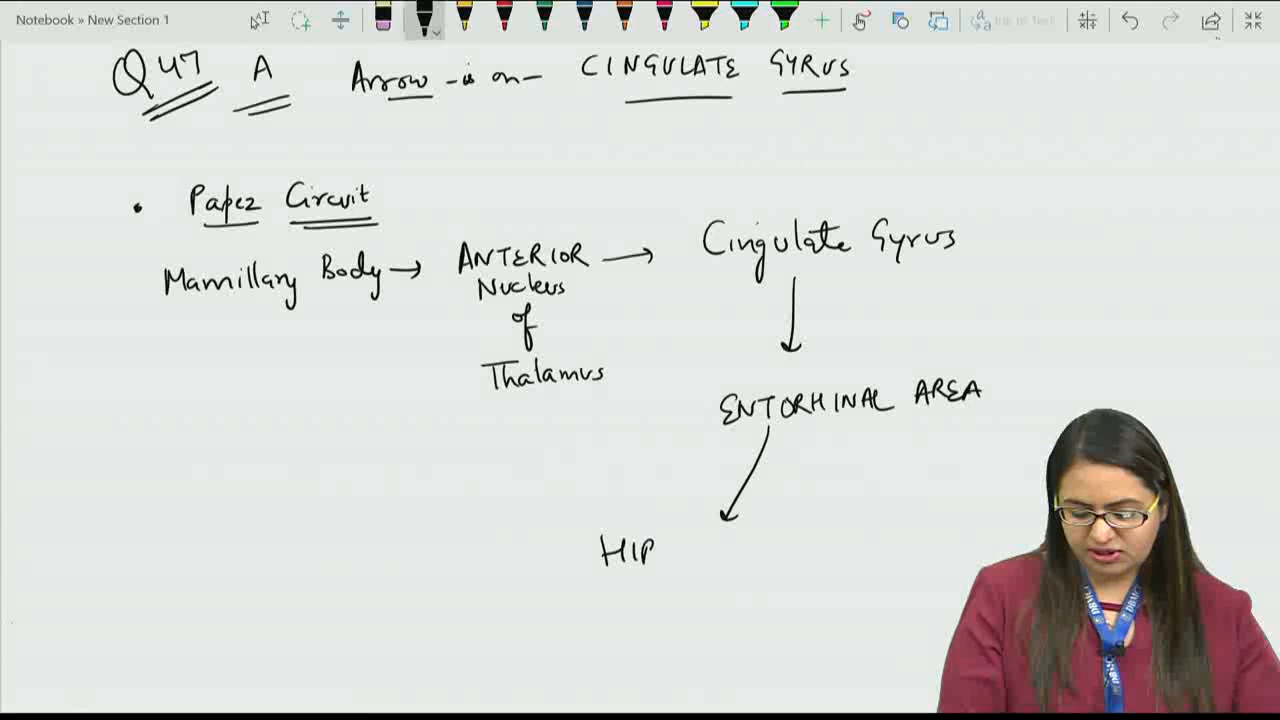 Notebook » New Section 1
Q47 A Arrow is on CINGULATE GYRUS
• Papez Circuit
Mamillary Body → ANTERIOR → Cingulate Gyrus
Nucleus
of
Thalamus
ENTORHINAL AREA
HIP
DBMCI